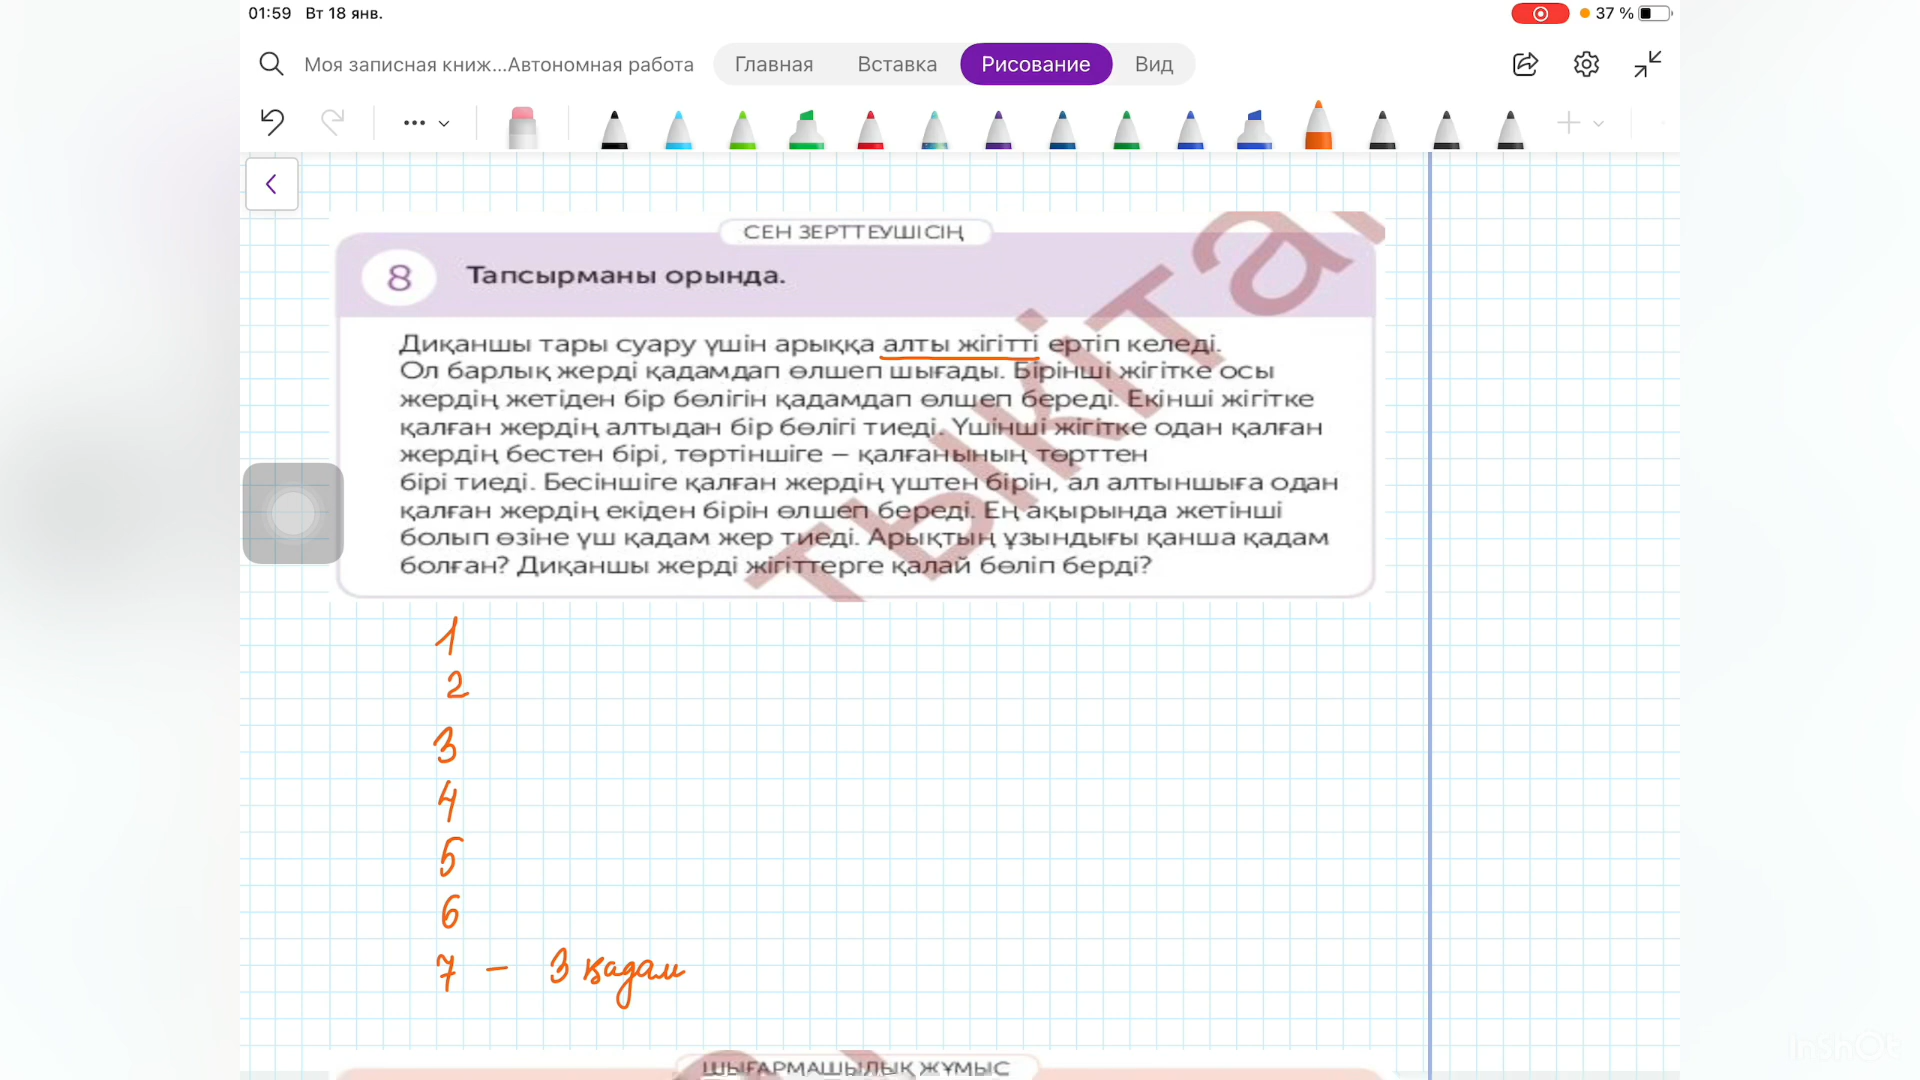 01:59 Вт 18 янв.
37 %
Моя записная книж...Автономная работа
Главная Вставка Рисование Вид
СЕН ЗЕРТТЕУШІСІҢ
8 Тапсырманы орында.
Диқаншы тары суару үшін арыққа алты жігітті ертіп келеді.
Ол барлық жерді қадамдап өлшеп шығады. Бірінші жігітке осы
жердің жетіден бір бөлігін қадамдап өлшеп береді. Екінші жігітке
қалған жердің алтыдан бір бөлігі тиеді. Үшінші жігітке одан қалған
жердің бестен бірі, төртіншіге – қалғанының төрттен
бірі тиеді. Бесіншіге қалған жердің үштен бірін, ал алтыншыға одан
қалған жердің екіден бірін өлшеп береді. Ең ақырында жетінші
болып өзіне үш қадам жер тиеді. Арықтың ұзындығы қанша қадам
болған? Диқаншы жерді жігіттерге қалай бөліп берді?
1
2
3
4
5
6
7 – 3 қадам
ШЫҒАРМАШЫЛЫҚ ЖҰМЫС
InShOt